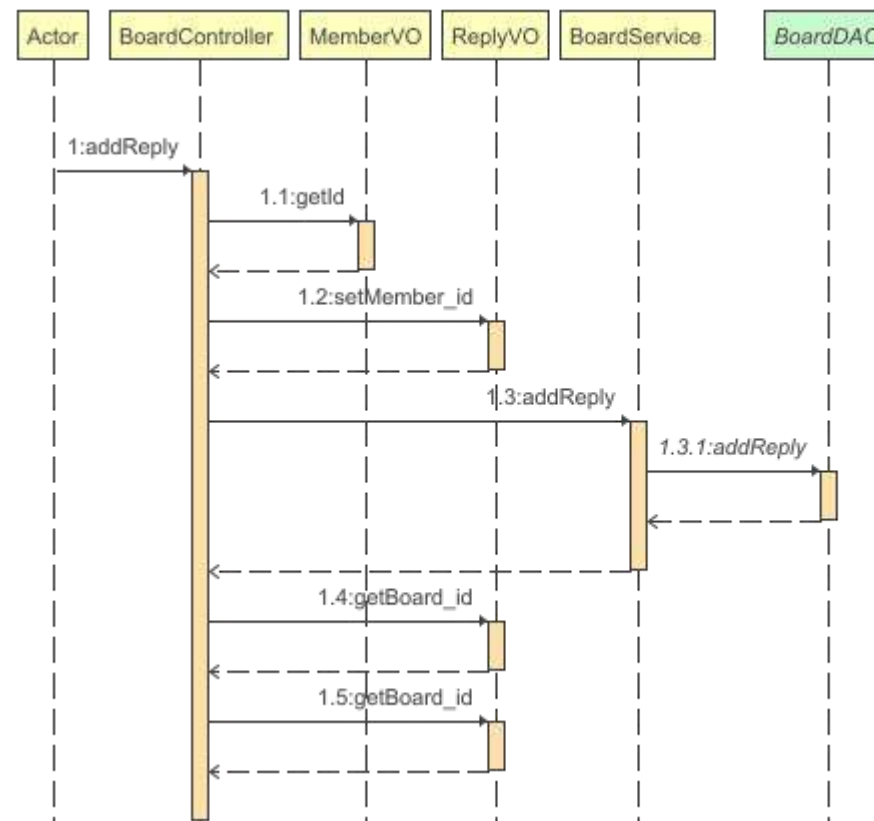 Actor
BoardController
MemberVO
ReplyVO
BoardService
BoardDAO
1:addReply
1.1:getId
1.2:setMember_id
1.3:addReply
1.3.1:addReply
1.4:getBoard_id
1.5:getBoard_id